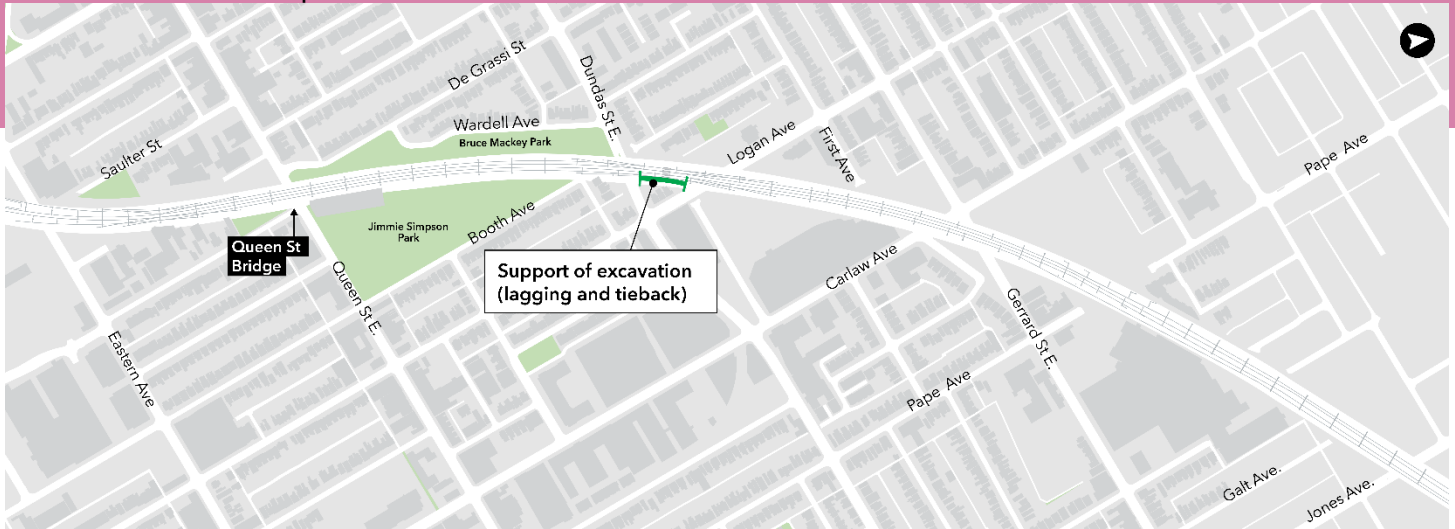 De Grassi St
Dundas St E.
Wardell Ave
Bruce Mackey Park
Saulter St
Logan Ave
First Ave
Pape Ave
Jimmie Simpson
Park
Booth Ave
Queen St
Bridge
Queen St E.
Support of excavation
(lagging and tieback)
Carlaw Ave
Gerrard St E.
Eastern Ave
Pape Ave
Galt Ave.
Jones Ave.